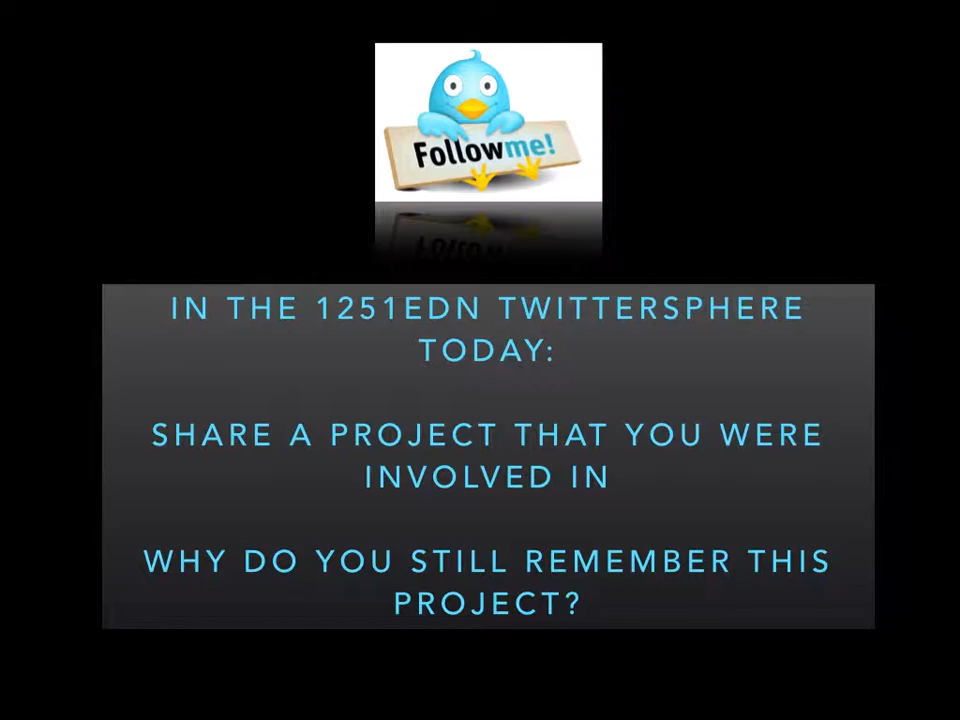 Followme!
IN THE 1251EDN TWITTERSPHERE
TODAY:
SHARE A PROJECT THAT YOU WERE
INVOLVED IN
WHY DO YOU STILL REMEMBER THIS
PROJECT?